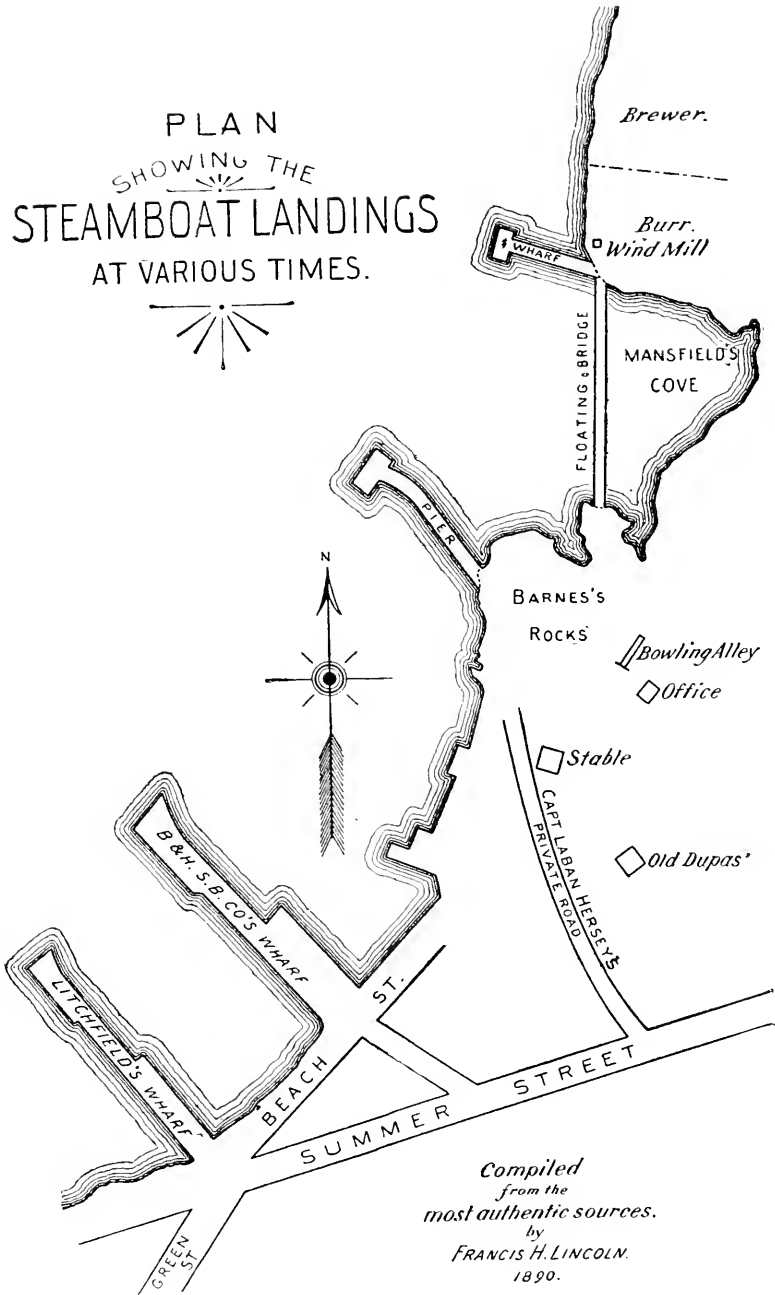 PLAN
SHOWING THE
STEAMBOAT LANDINGS
AT VARIOUS TIMES.
Brewer.
Burr.
Wind Mill
WHARF
FLOATING BRIDGE
MANSFIELD'S
COVE
PIER
N
BARNES'S
ROCKS
Bowling Alley
Office
Stable
CAPT LABAN HERSEY'S
PRIVATE ROAD
Old Dupas'
B & H. S. B. CO'S WHARF
LITCHFIELD'S WHARF
BEACH ST.
SUMMER STREET
GREEN
ST
Compiled
from the
most authentic sources.
by
FRANCIS H. LINCOLN.
1890.